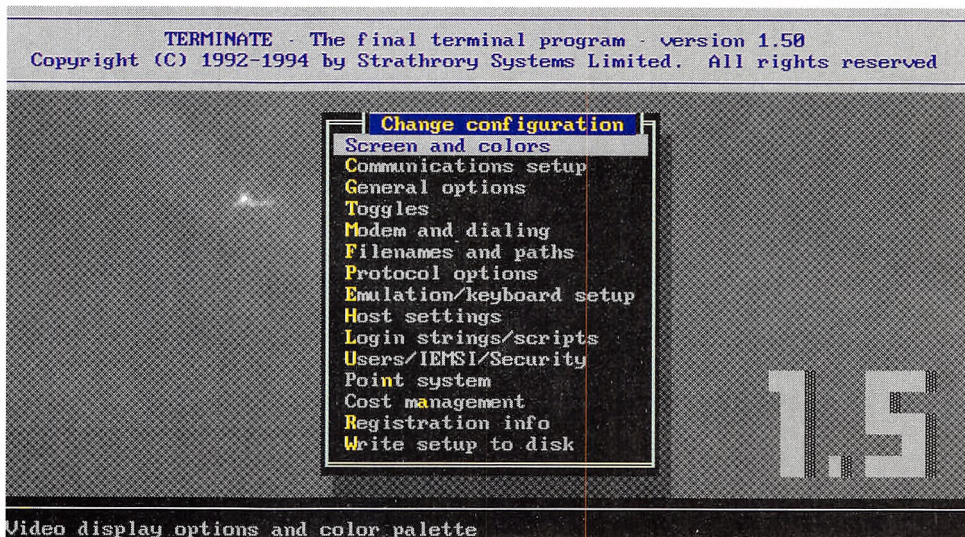 TERMINATE - The final terminal program - version 1.50
Copyright (C) 1992-1994 by Strathrory Systems Limited. All rights reserved
Change configuration
Screen and colors
Communications setup
General options
Toggles
Modem and dialing
Filenames and paths
Protocol options
Emulation/keyboard setup
Host settings
Login strings/scripts
Users/IEMSI/Security
Point system
Cost management
Registration info
Write setup to disk
1.5
Video display options and color palette